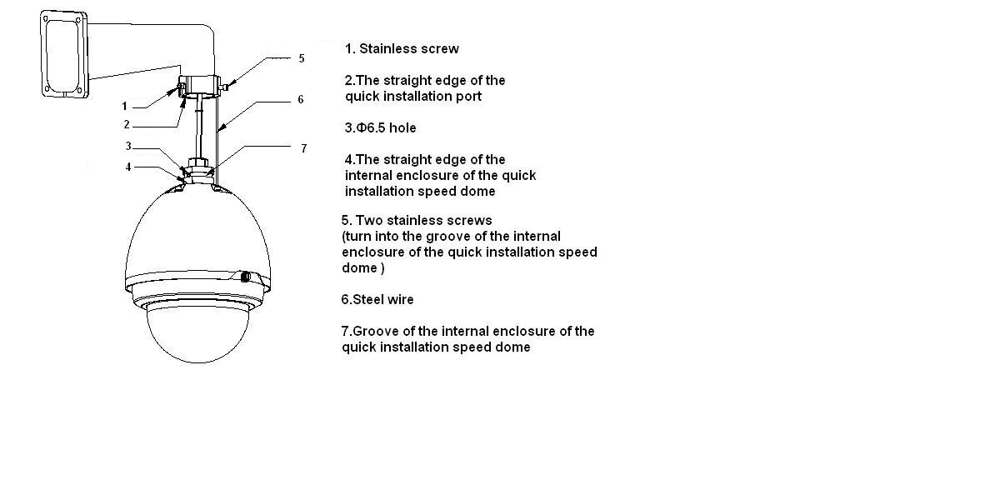 1. Stainless screw
2.The straight edge of the
quick installation port
3.Φ6.5 hole
4.The straight edge of the
internal enclosure of the quick
installation speed dome
5. Two stainless screws
(turn into the groove of the internal
enclosure of the quick installation speed
dome )
6.Steel wire
7.Groove of the internal enclosure of the
quick installation speed dome
5
6
1
2
3
7
4